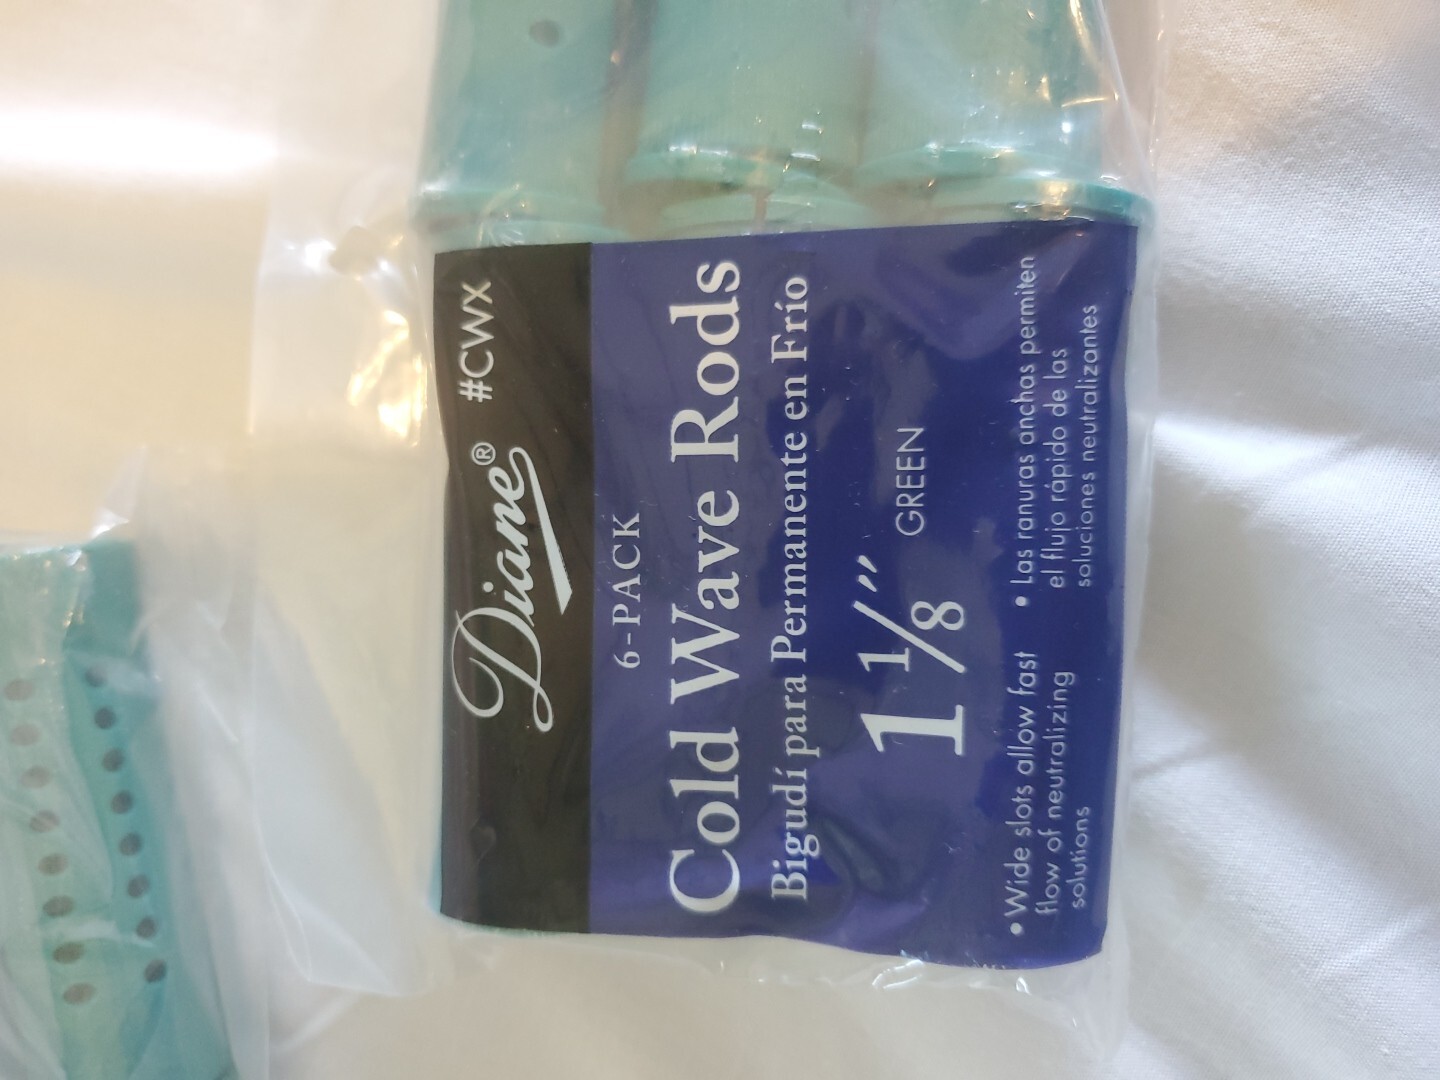 Diane® #CWX
6-PACK
Cold Wave Rods
Bigudí para Permanente en Frío
1 1/8" GREEN
• Wide slots allow fast
flow of neutralizing
solutions
• Las ranuras anchas permiten
el flujo rápido de las
soluciones neutralizantes